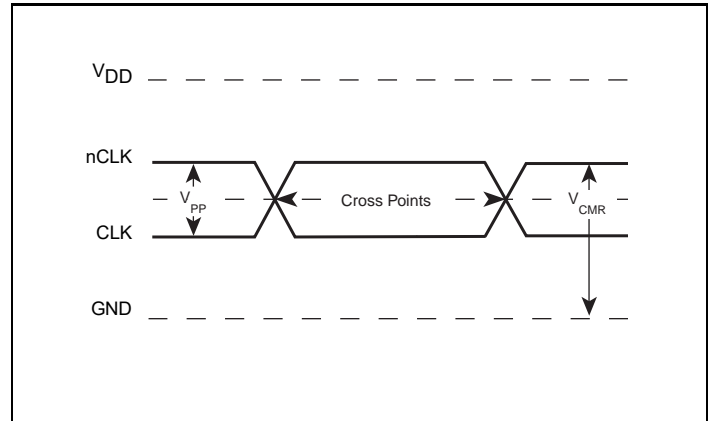 VDD
nCLK
VPP
Cross Points
VCMR
CLK
GND